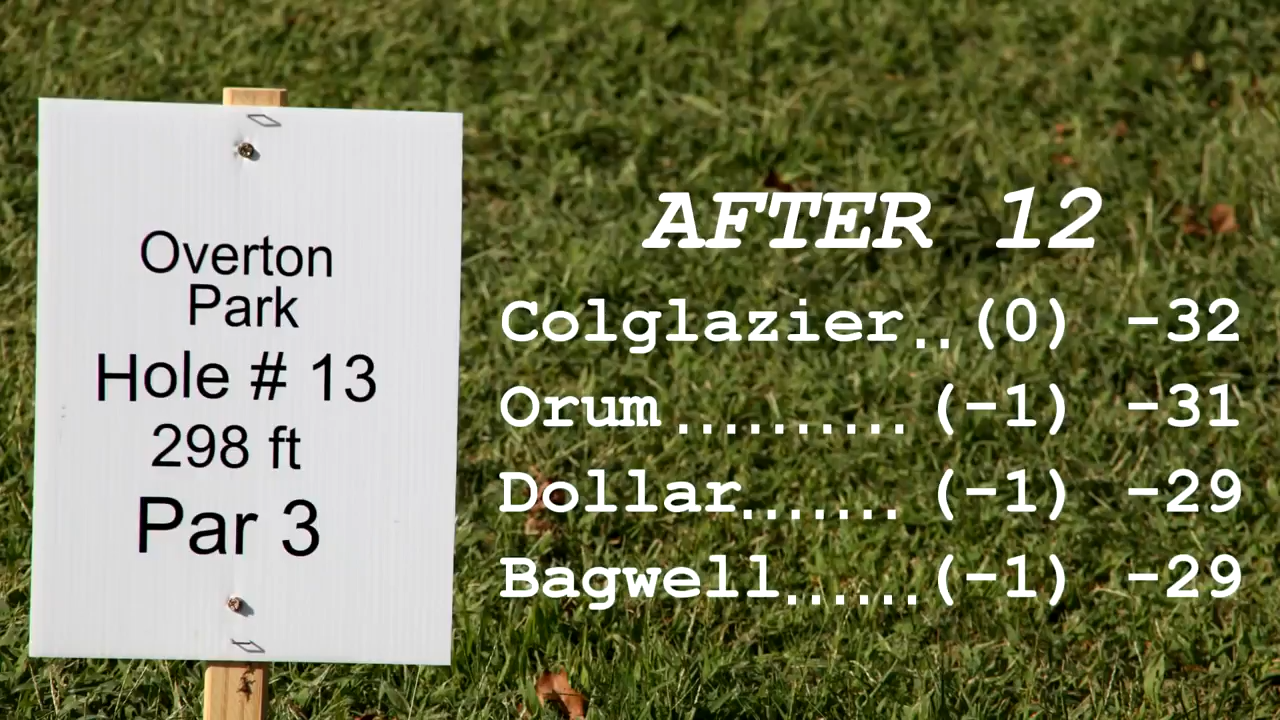 Overton
Park
Hole # 13
298 ft
Par 3
AFTER 12
Colglazier..(0) -32
Orum..........(-1) -31
Dollar.......(-1) -29
Bagwell......(-1) -29